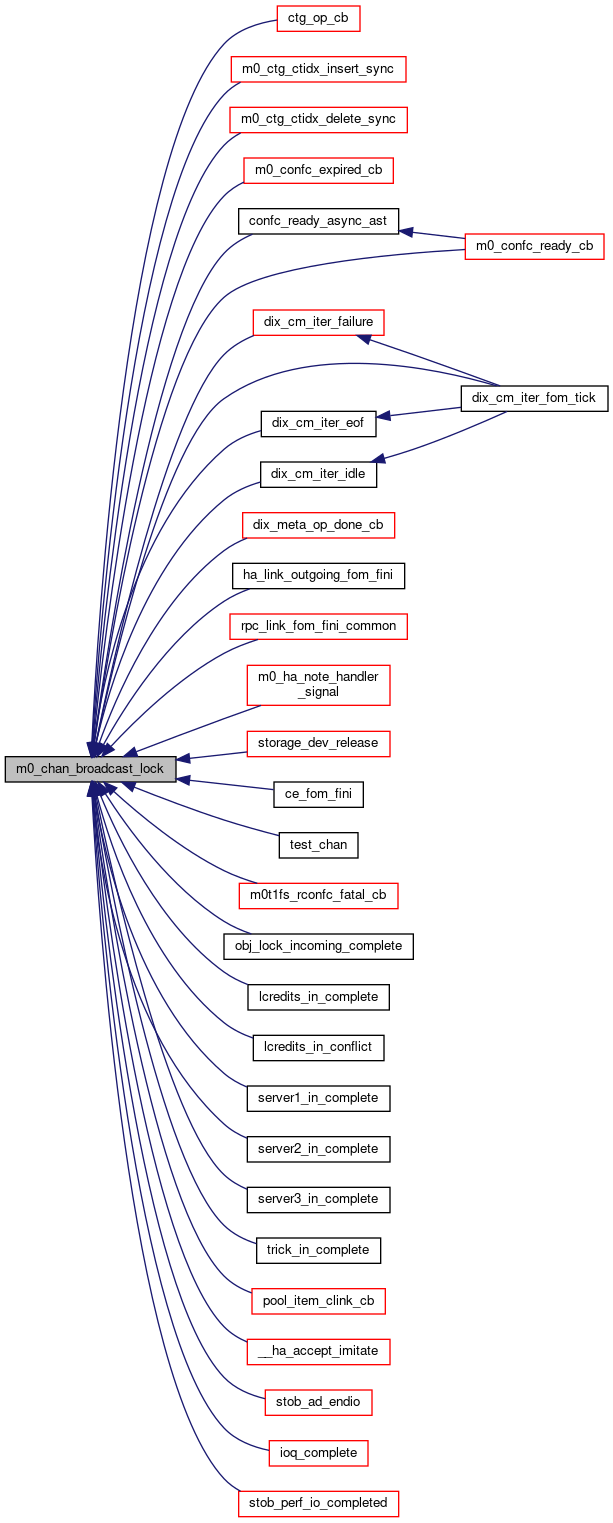 ctg_op_cb
m0_ctg_ctidx_insert_sync
m0_ctg_ctidx_delete_sync
m0_confc_expired_cb
confc_ready_async_ast
m0_confc_ready_cb
dix_cm_iter_failure
dix_cm_iter_fom_tick
dix_cm_iter_eof
dix_cm_iter_idle
dix_meta_op_done_cb
ha_link_outgoing_fom_fini
rpc_link_fom_fini_common
m0_ha_note_handler
_signal
storage_dev_release
m0_chan_broadcast_lock
ce_fom_fini
test_chan
m0t1fs_rconfc_fatal_cb
obj_lock_incoming_complete
lcredits_in_complete
lcredits_in_conflict
server1_in_complete
server2_in_complete
server3_in_complete
trick_in_complete
pool_item_clink_cb
__ha_accept_imitate
stob_ad_endio
ioq_complete
stob_perf_io_completed